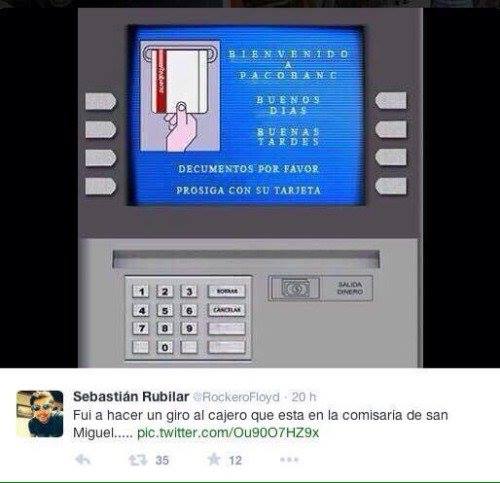 BIENVENIDO
A
PACOBANC
BUENOS
DIAS
BUENAS
TARDES
DECUMENTOS POR FAVOR
PROSIGA CON SU TARJETA
1 2 3 BORRAR
4 5 6 CANCELAR
7 8 9
0
SALIDA
DINERO
Sebastián Rubilar @RockeroFloyd · 20 h
Fui a hacer un giro al cajero que esta en la comisaria de san
Miguel..... pic.twitter.com/Ou90O7HZ9x
35 12